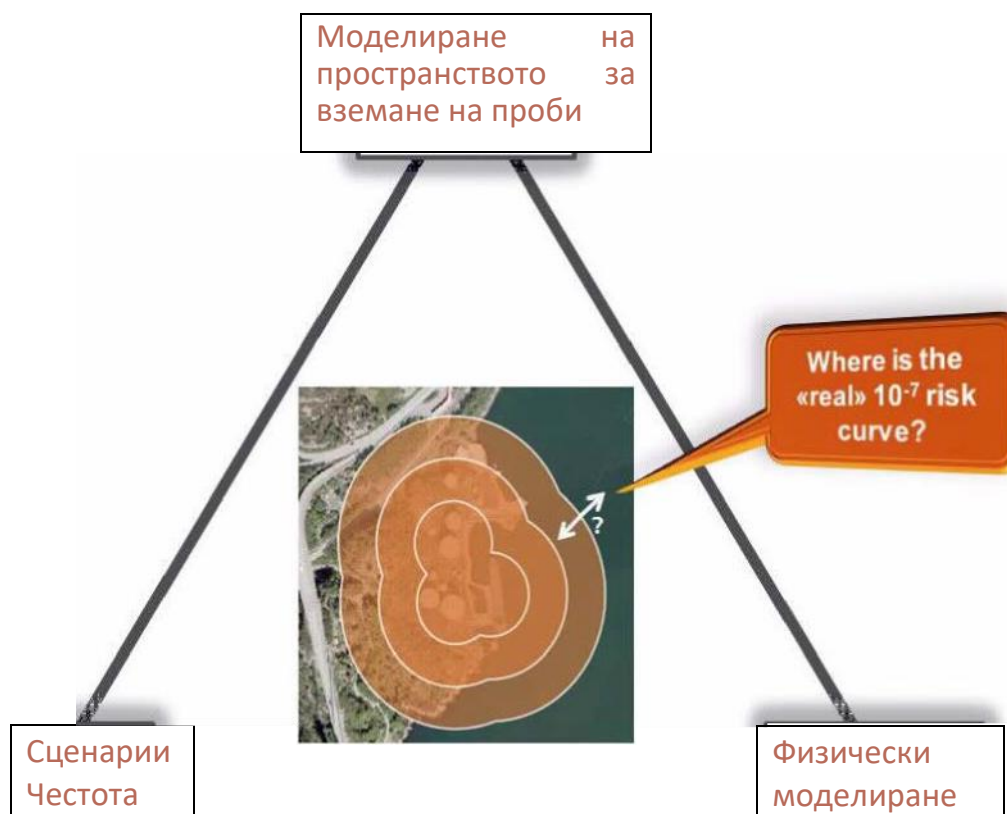 Моделиране на
пространството за
вземане на проби
Where is the
«real» 10⁻⁷ risk
curve?
?
Сценарии
Честота
Физически
моделиране